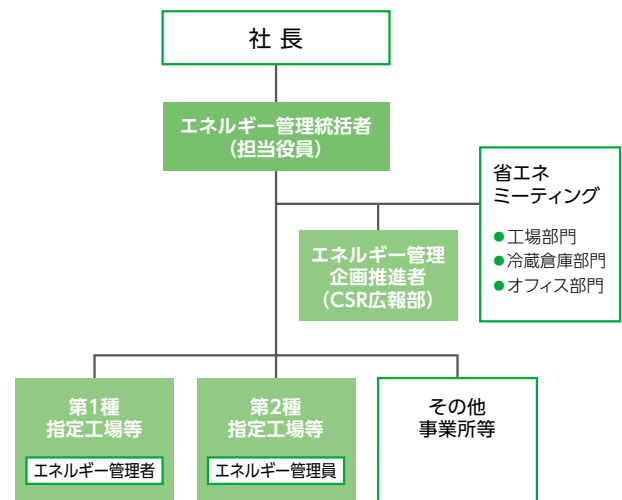 社 長
エネルギー管理統括者
（担当役員）
省エネ
ミーティング
●工場部門
●冷蔵倉庫部門
●オフィス部門
エネルギー管理
企画推進者
（CSR広報部）
第1種
指定工場等
エネルギー管理者
第2種
指定工場等
エネルギー管理員
その他
事業所等